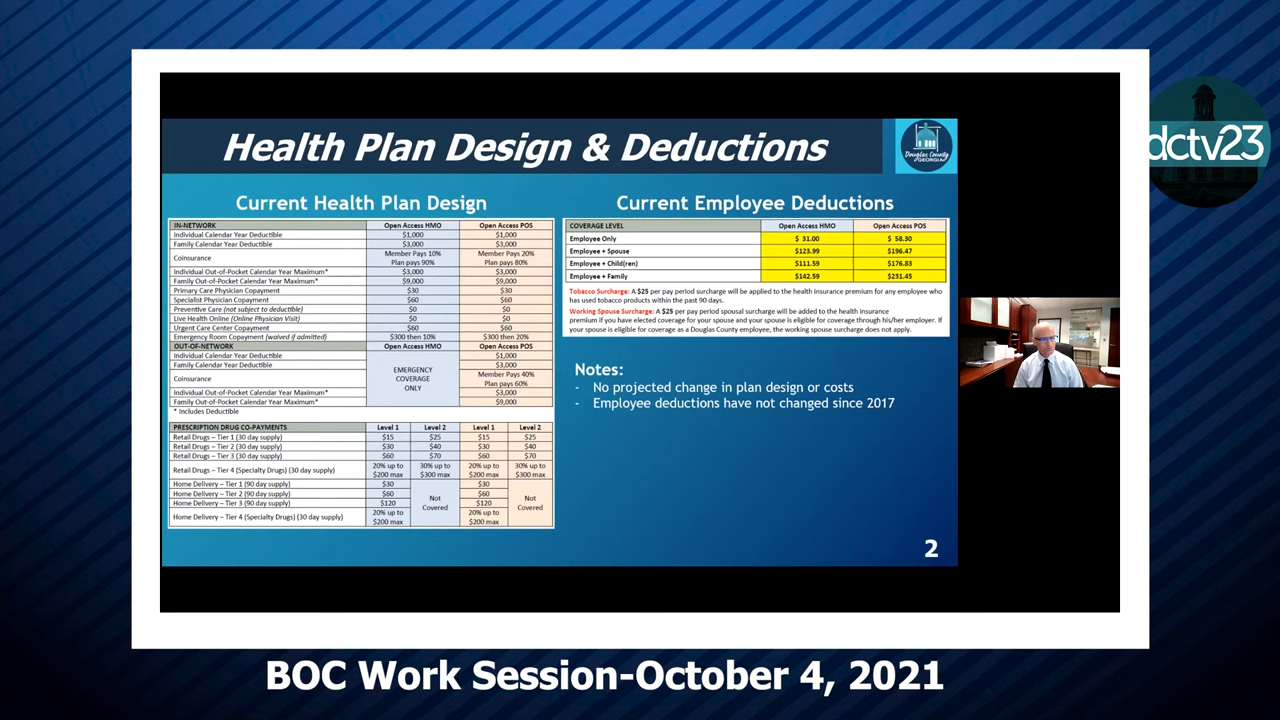 dctv23
Health Plan Design & Deductions
Douglas County
GEORGIA
Current Health Plan Design
IN-NETWORK Open Access HMO Open Access POS
Individual Calendar Year Deductible $1,000 $1,000
Family Calendar Year Deductible $3,000 $3,000
Coinsurance Member Pays 10% Member Pays 20%
Plan pays 90% Plan pays 80%
Individual Out-of-Pocket Calendar Year Maximum* $3,000 $3,000
Family Out-of-Pocket Calendar Year Maximum* $9,000 $9,000
Primary Care Physician Copayment $30 $30
Specialist Physician Copayment $60 $60
Preventive Care (not subject to deductible) $0 $0
Live Health Online (Online Physician Visit) $0 $0
Urgent Care Center Copayment $60 $60
Emergency Room Copayment (waived if admitted) $300 then 10% $300 then 20%
OUT-OF-NETWORK Open Access HMO Open Access POS
Individual Calendar Year Deductible $1,000
Family Calendar Year Deductible $3,000
Coinsurance EMERGENCY COVERAGE ONLY Member Pays 40%
Plan pays 60%
Individual Out-of-Pocket Calendar Year Maximum* $3,000
Family Out-of-Pocket Calendar Year Maximum* $9,000
* Includes Deductible
PRESCRIPTION DRUG CO-PAYMENTS Level 1 Level 2 Level 1 Level 2
Retail Drugs – Tier 1 (30 day supply) $15 $25 $15 $25
Retail Drugs – Tier 2 (30 day supply) $30 $40 $30 $40
Retail Drugs – Tier 3 (30 day supply) $60 $70 $60 $70
Retail Drugs – Tier 4 (Specialty Drugs) (30 day supply) 20% up to 30% up to 20% up to 30% up to
$200 max $300 max $200 max $300 max
Home Delivery – Tier 1 (90 day supply) $30 $30
Home Delivery – Tier 2 (90 day supply) $60 Not $60 Not
Home Delivery – Tier 3 (90 day supply) $120 Covered $120 Covered
Home Delivery – Tier 4 (Specialty Drugs) (30 day supply) 20% up to 20% up to
$200 max $200 max
Current Employee Deductions
COVERAGE LEVEL Open Access HMO Open Access POS
Employee Only $ 31.00 $ 58.30
Employee + Spouse $123.99 $196.47
Employee + Child(ren) $111.59 $176.83
Employee + Family $142.59 $231.45
Tobacco Surcharge: A $25 per pay period surcharge will be applied to the health insurance premium for any employee who
has used tobacco products within the past 90 days.
Working Spouse Surcharge: A $25 per pay period spousal surcharge will be added to the health insurance
premium if you have elected coverage for your spouse and your spouse is eligible for coverage through his/her employer. If
your spouse is eligible for coverage as a Douglas County employee, the working spouse surcharge does not apply.
Notes:
- No projected change in plan design or costs
- Employee deductions have not changed since 2017
2
BOC Work Session-October 4, 2021